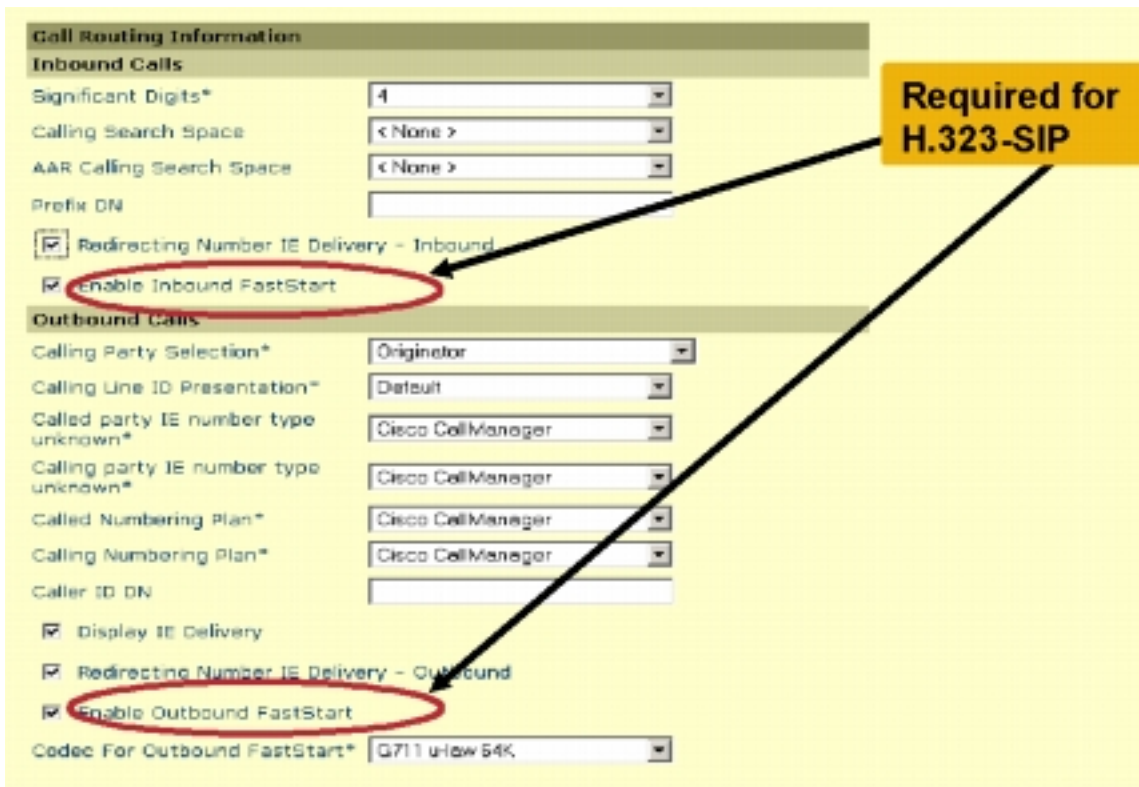 Call Routing Information
Inbound Calls
Significant Digits* 4
Calling Search Space < None >
AAR Calling Search Space < None >
Prefix DN
Redirecting Number IE Delivery - Inbound
Enable Inbound FastStart
Required for
H.323-SIP
Outbound Calls
Calling Party Selection* Originator
Calling Line ID Presentation* Default
Called party IE number type
unknown* Cisco CallManager
Calling party IE number type
unknown* Cisco CallManager
Called Numbering Plan* Cisco CallManager
Calling Numbering Plan* Cisco CallManager
Caller ID DN
Display IE Delivery
Redirecting Number IE Delivery - Outbound
Enable Outbound FastStart
Codec For Outbound FastStart* G711 u-law 64K